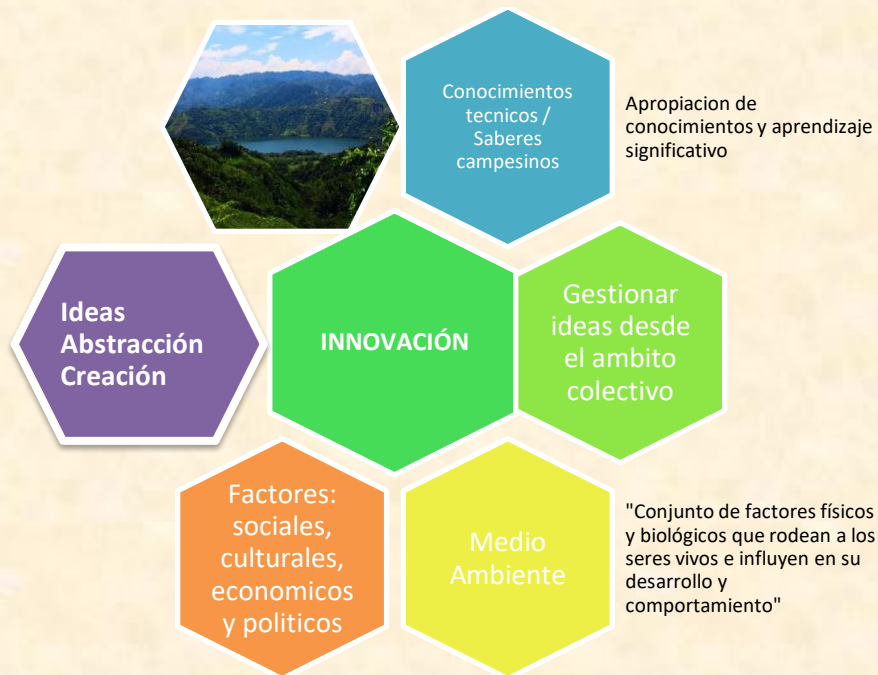 Conocimientos
tecnicos /
Saberes
campesinos
Apropiacion de
conocimientos y aprendizaje
significativo
Ideas
Abstracción
Creación
INNOVACIÓN
Gestionar
ideas desde
el ambito
colectivo
Factores:
sociales,
culturales,
economicos
y politicos
Medio
Ambiente
"Conjunto de factores físicos
y biológicos que rodean a los
seres vivos e influyen en su
desarrollo y
comportamiento"